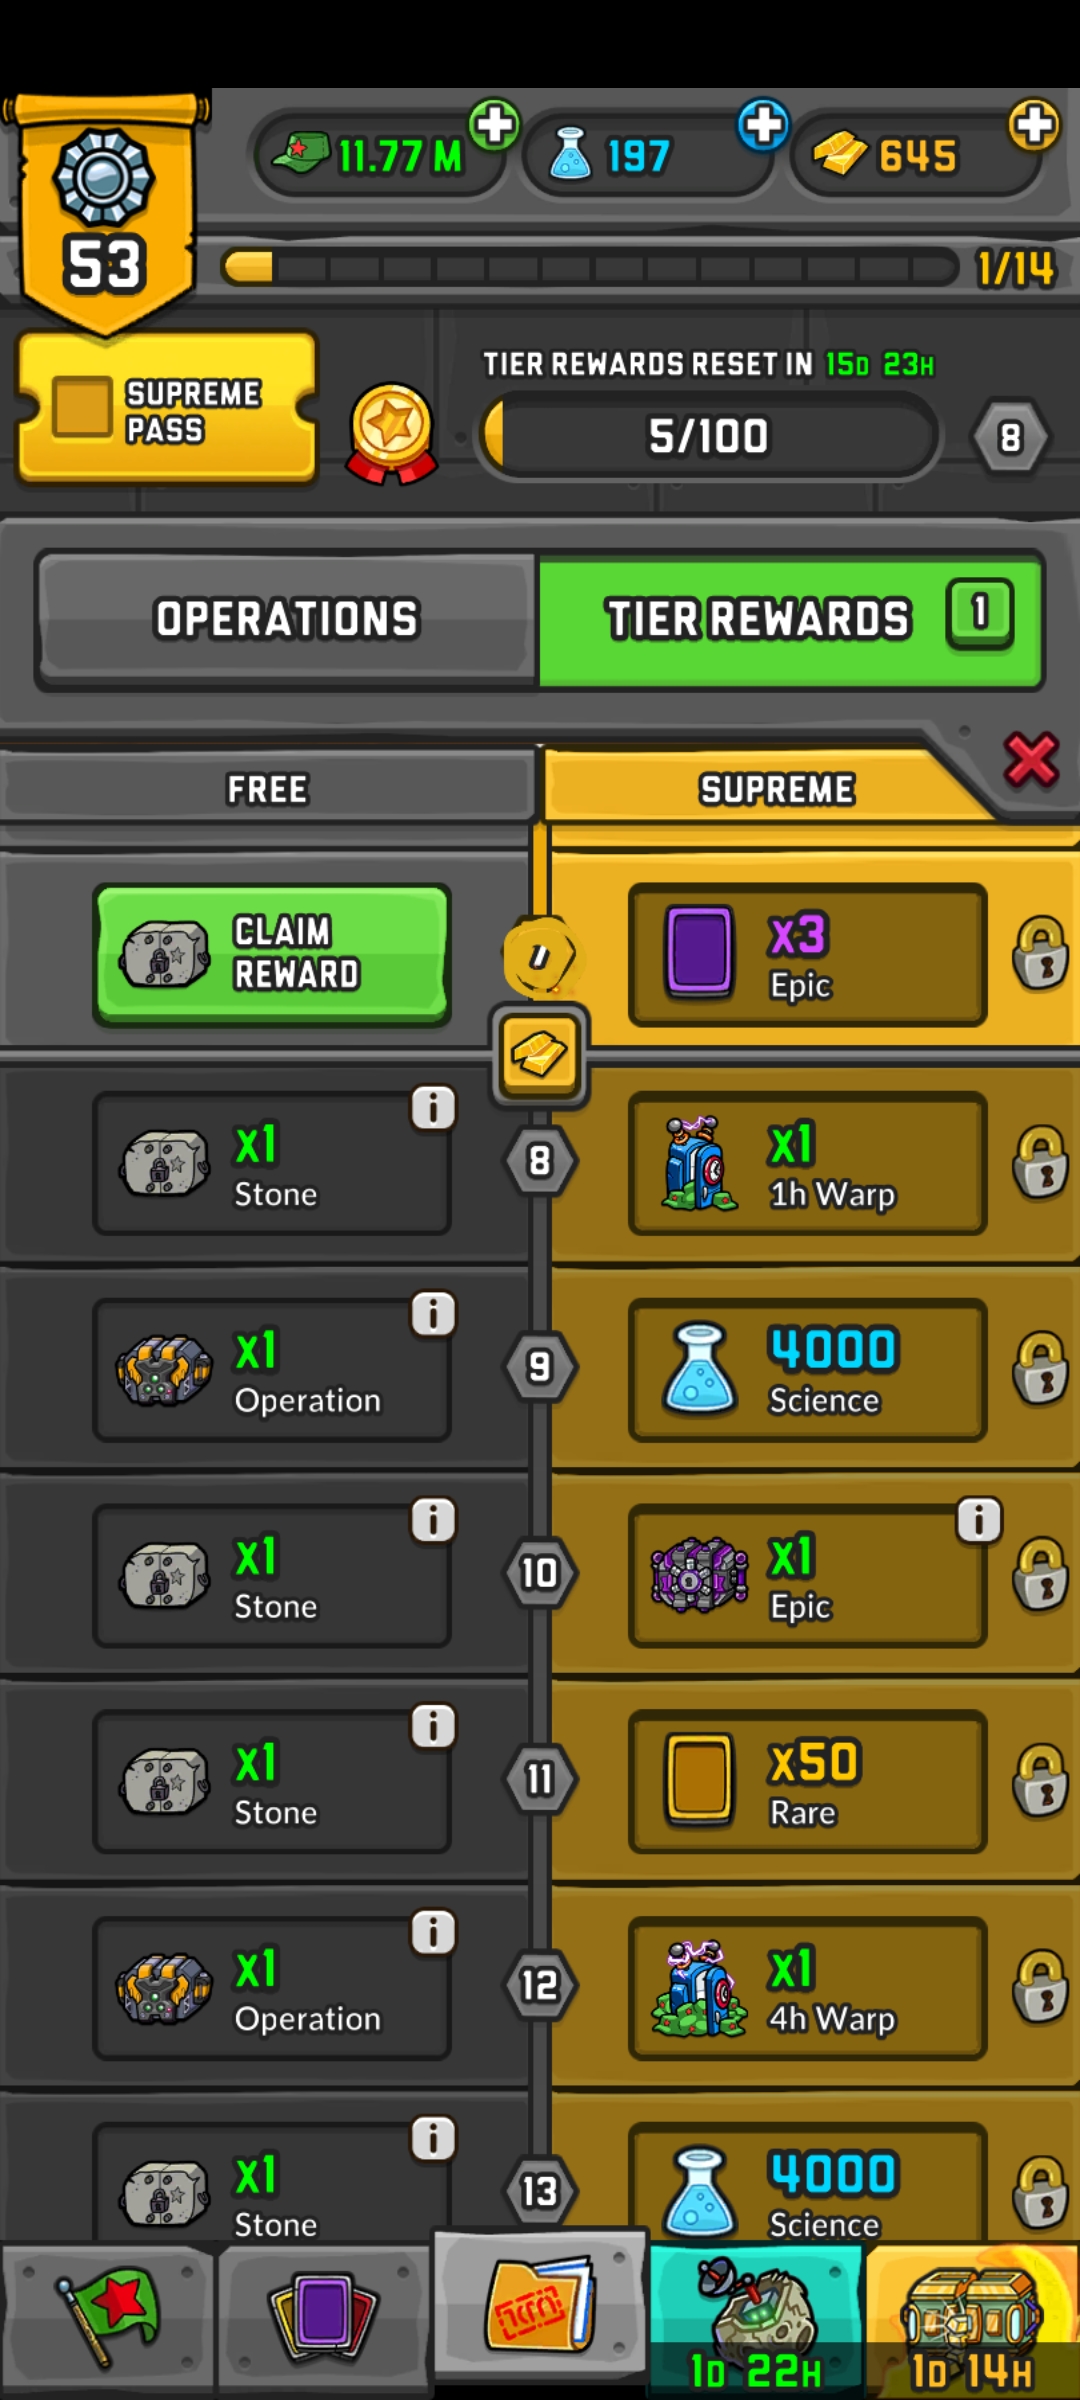 11.77 M
197
645
53
1/14
SUPREME
PASS
TIER REWARDS RESET IN 15D 23H
5/100
8
OPERATIONS
TIER REWARDS
1
FREE
SUPREME
CLAIM
REWARD
x3
Epic
x1
Stone
8
x1
1h Warp
x1
Operation
9
4000
Science
x1
Stone
10
x1
Epic
x1
Stone
11
x50
Rare
x1
Operation
12
x1
4h Warp
x1
Stone
13
4000
Science
1D 22H
1D 14H